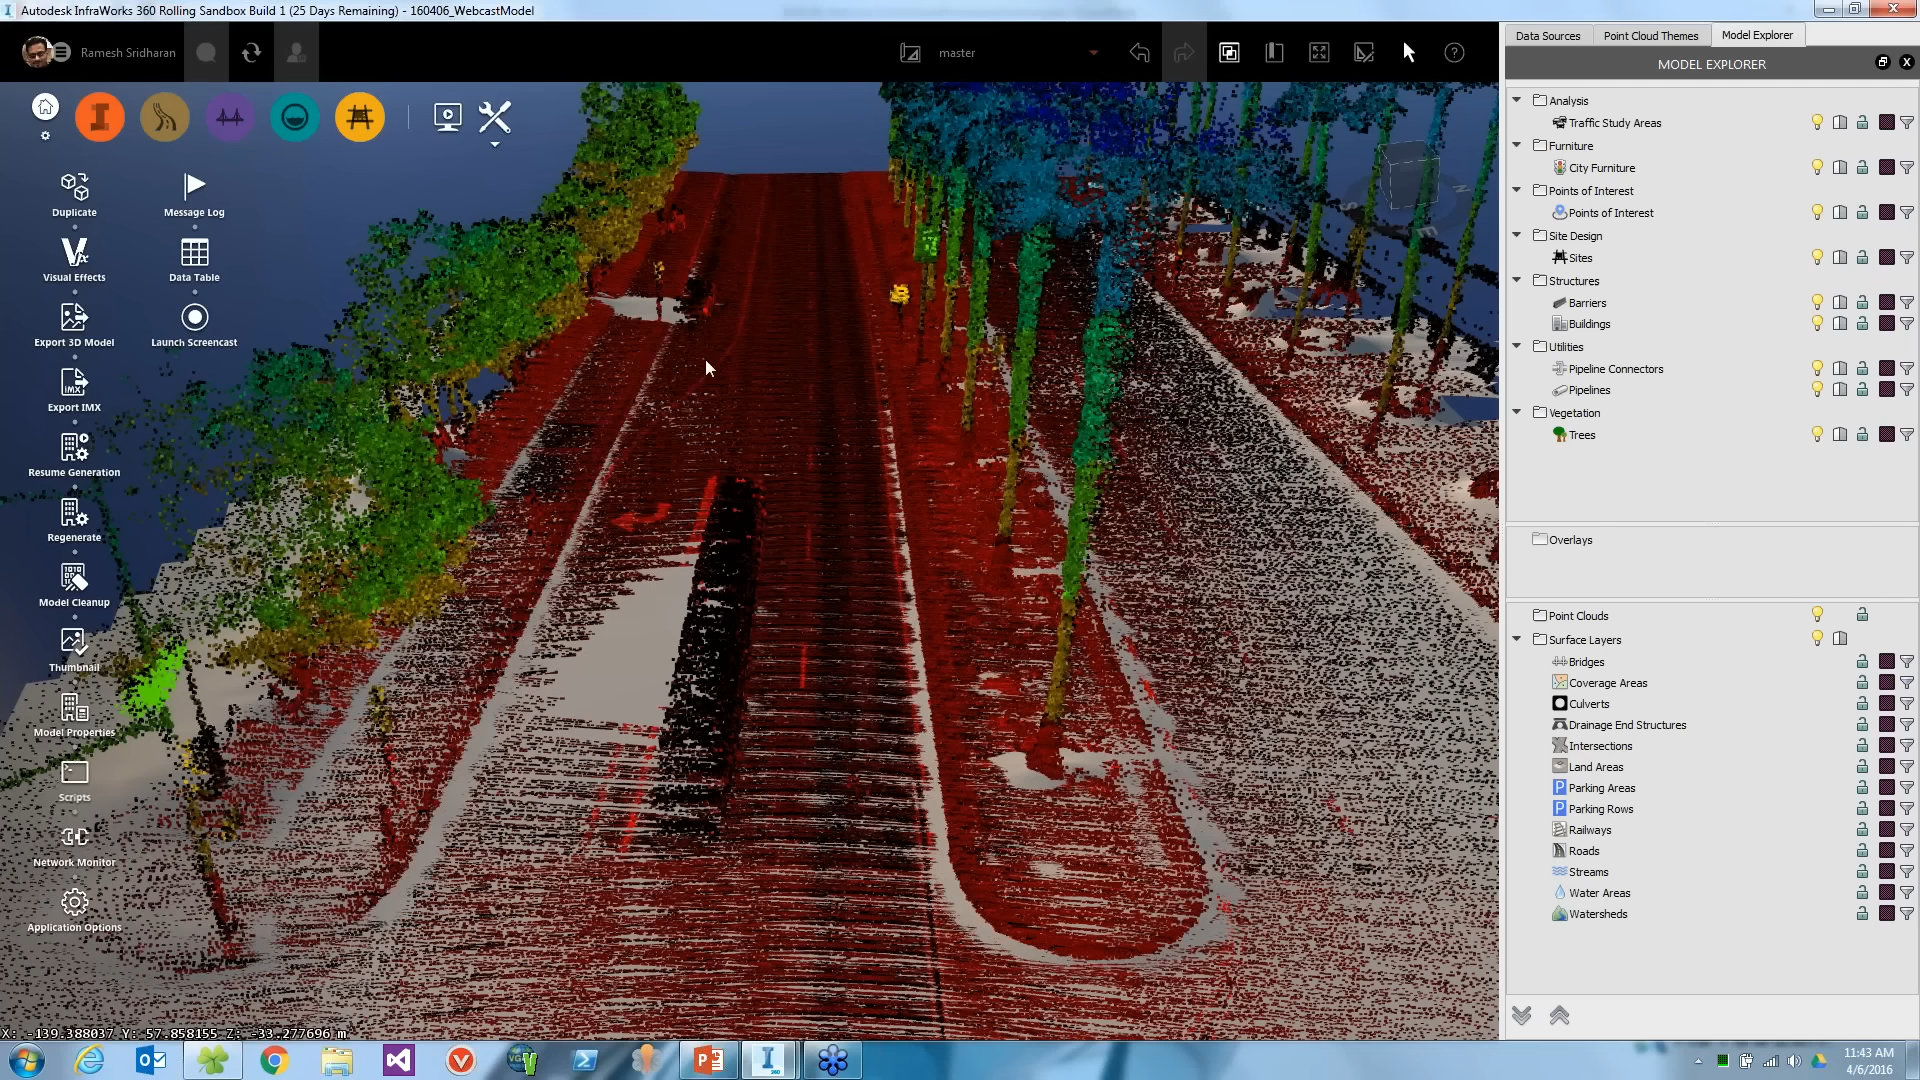 Autodesk InfraWorks 360 Rolling Sandbox Build 1 (25 Days Remaining) - 160406_WebcastModel
Ramesh Sridharan
master
Duplicate
Message Log
Visual Effects
Data Table
Export 3D Model
Launch Screencast
IMX
Export IMX
Resume Generation
Regenerate
Model Cleanup
Thumbnail
Model Properties
Scripts
Network Monitor
Application Options
X: -139.388037 Y: 57.858155 Z: -33.277696 m
Data Sources
Point Cloud Themes
Model Explorer
MODEL EXPLORER
Analysis
Traffic Study Areas
Furniture
City Furniture
Points of Interest
Points of Interest
Site Design
Sites
Structures
Barriers
Buildings
Utilities
Pipeline Connectors
Pipelines
Vegetation
Trees
Overlays
Point Clouds
Surface Layers
Bridges
Coverage Areas
Culverts
Drainage End Structures
Intersections
Land Areas
Parking Areas
Parking Rows
Railways
Roads
Streams
Water Areas
Watersheds
11:43 AM
4/6/2016